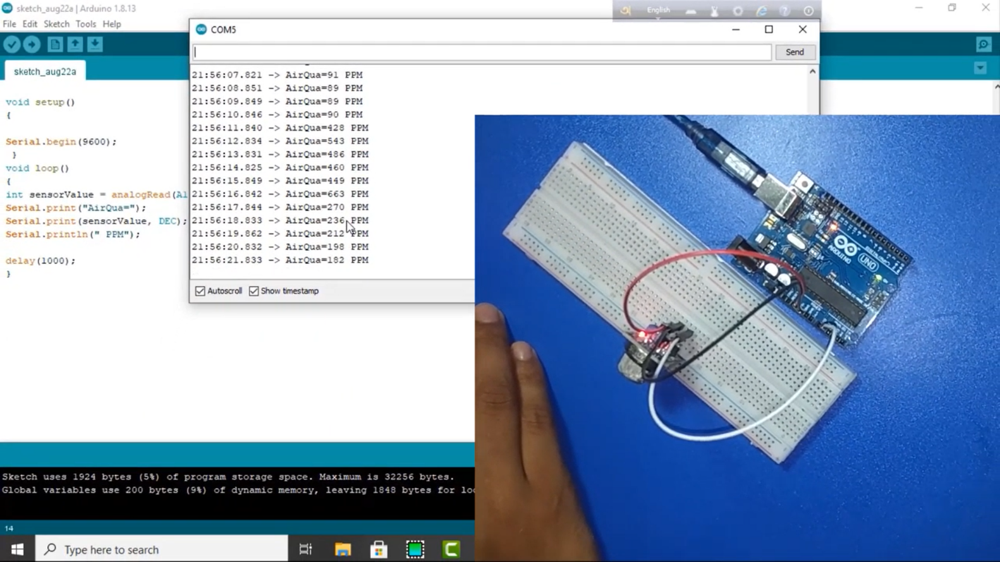 sketch_aug22a | Arduino 1.8.13
English
File Edit Sketch Tools Help
COM5
Send
sketch_aug22a
21:56:07.821 -> AirQua=91 PPM
21:56:08.851 -> AirQua=89 PPM
21:56:09.849 -> AirQua=89 PPM
21:56:10.846 -> AirQua=90 PPM
21:56:11.840 -> AirQua=428 PPM
21:56:12.834 -> AirQua=543 PPM
21:56:13.831 -> AirQua=486 PPM
21:56:14.825 -> AirQua=460 PPM
21:56:15.849 -> AirQua=449 PPM
21:56:16.842 -> AirQua=663 PPM
21:56:17.844 -> AirQua=270 PPM
21:56:18.833 -> AirQua=236 PPM
21:56:19.862 -> AirQua=212 PPM
21:56:20.832 -> AirQua=198 PPM
21:56:21.833 -> AirQua=182 PPM
Autoscroll Show timestamp
void setup()
{
Serial.begin(9600);
}
void loop()
{
int sensorValue = analogRead(A1
Serial.print("AirQua=");
Serial.print(sensorValue, DEC);
Serial.println(" PPM");
delay(1000);
}
ARDUINO
UNO
Sketch uses 1924 bytes (5%) of program storage space. Maximum is 32256 bytes.
Global variables use 200 bytes (9%) of dynamic memory, leaving 1848 bytes for loc
14
Type here to search